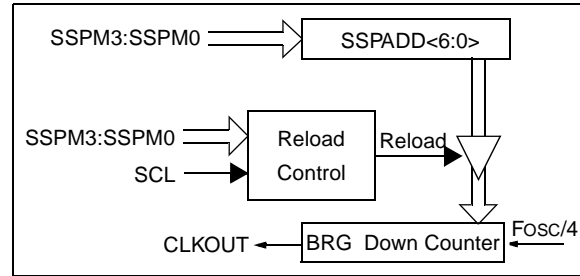 SSPM3:SSPM0
SSPADD<6:0>
SSPM3:SSPM0
Reload
Control
Reload
SCL
CLKOUT
BRG Down Counter
FOSC/4